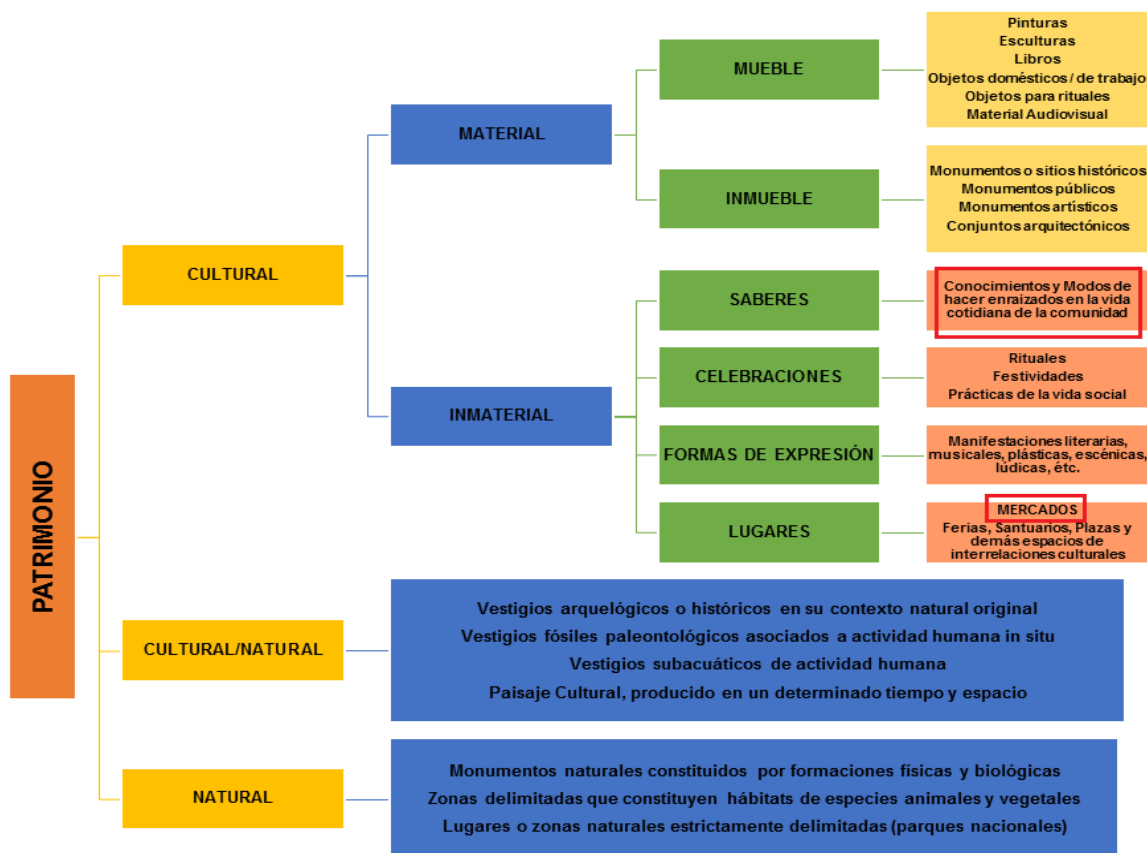 PATRIMONIO
CULTURAL
MATERIAL
MUEBLE
Pinturas
Esculturas
Libros
Objetos domésticos / de trabajo
Objetos para rituales
Material Audiovisual
INMUEBLE
Monumentos o sitios históricos
Monumentos públicos
Monumentos artísticos
Conjuntos arquitectónicos
INMATERIAL
SABERES
Conocimientos y Modos de
hacer enraizados en la vida
cotidiana de la comunidad
CELEBRACIONES
Rituales
Festividades
Prácticas de la vida social
FORMAS DE EXPRESIÓN
Manifestaciones literarias,
musicales, plásticas, escénicas,
lúdicas, étc.
LUGARES
MERCADOS
Ferias, Santuarios, Plazas y
demás espacios de
interrelaciones culturales
CULTURAL/NATURAL
Vestigios arquelógicos o históricos en su contexto natural original
Vestigios fósiles paleontológicos asociados a actividad humana in situ
Vestigios subacuáticos de actividad humana
Paisaje Cultural, producido en un determinado tiempo y espacio
NATURAL
Monumentos naturales constituidos por formaciones físicas y biológicas
Zonas delimitadas que constituyen hábitats de especies animales y vegetales
Lugares o zonas naturales estrictamente delimitadas (parques nacionales)